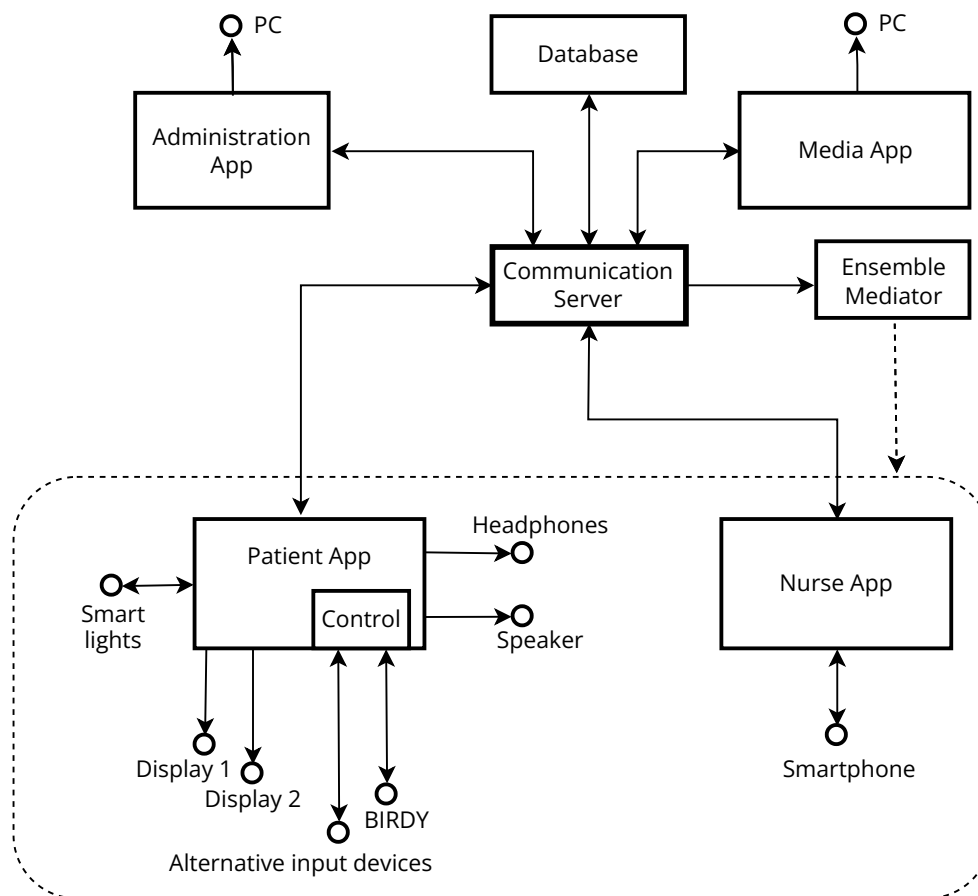 PC
Database
PC
Administration
App
Media App
Communication
Server
Ensemble
Mediator
Headphones
Patient App
Nurse App
Control
Smart
lights
Speaker
Display 1
Display 2
Smartphone
BIRDY
Alternative input devices